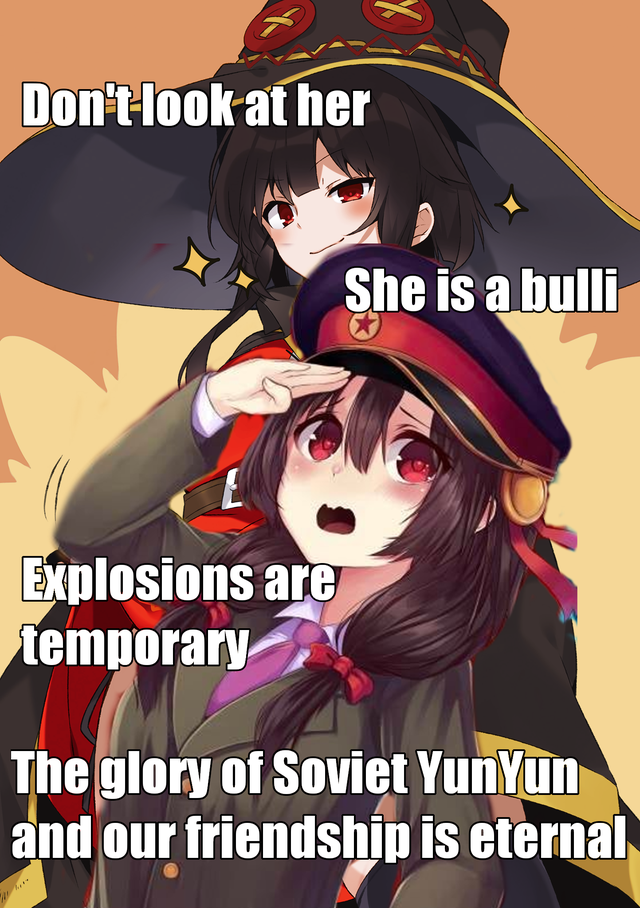 Don't look at her
She is a bulli
Explosions are
temporary
The glory of Soviet YunYun
and our friendship is eternal